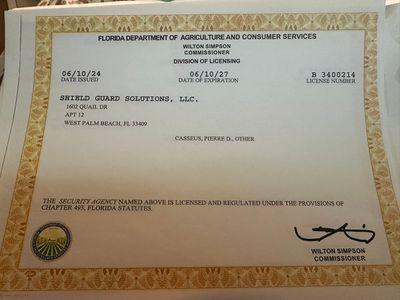 FLORIDA DEPARTMENT OF AGRICULTURE AND CONSUMER SERVICES
WILTON SIMPSON
COMMISSIONER
DIVISION OF LICENSING
06/10/24 06/10/27 B 3400214
DATE ISSUED DATE OF EXPIRATION LICENSE NUMBER
SHIELD GUARD SOLUTIONS, LLC.
1602 QUAIL DR
APT 12
WEST PALM BEACH, FL 33409
CASSEUS, PIERRE D., OTHER
THE SECURITY AGENCY NAMED ABOVE IS LICENSED AND REGULATED UNDER THE PROVISIONS OF
CHAPTER 493, FLORIDA STATUTES.
WILTON SIMPSON
COMMISSIONER